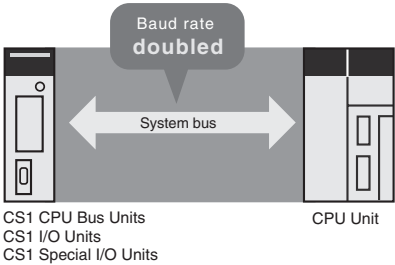 Baud rate
doubled
System bus
CS1 CPU Bus Units
CS1 I/O Units
CS1 Special I/O Units
CPU Unit